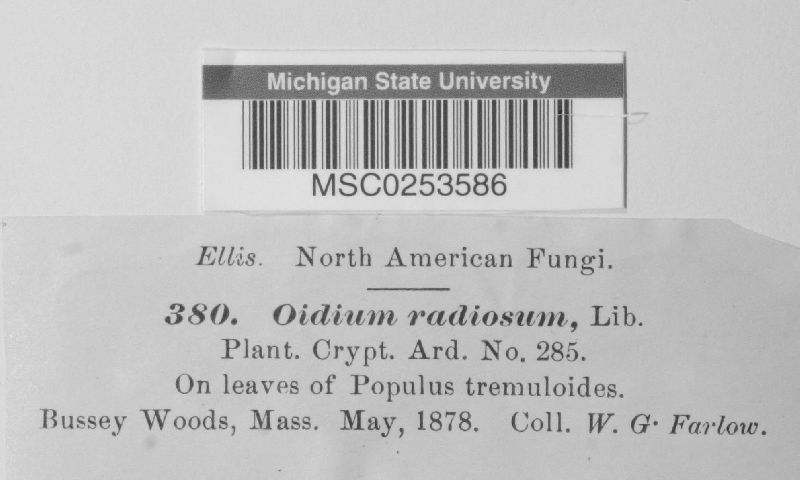 Michigan State University
MSC0253586
Ellis. North American Fungi.
380. Oidium radiosum, Lib.
Plant. Crypt. Ard. No. 285.
On leaves of Populus tremuloides.
Bussey Woods, Mass. May, 1878. Coll. W. G. Farlow.